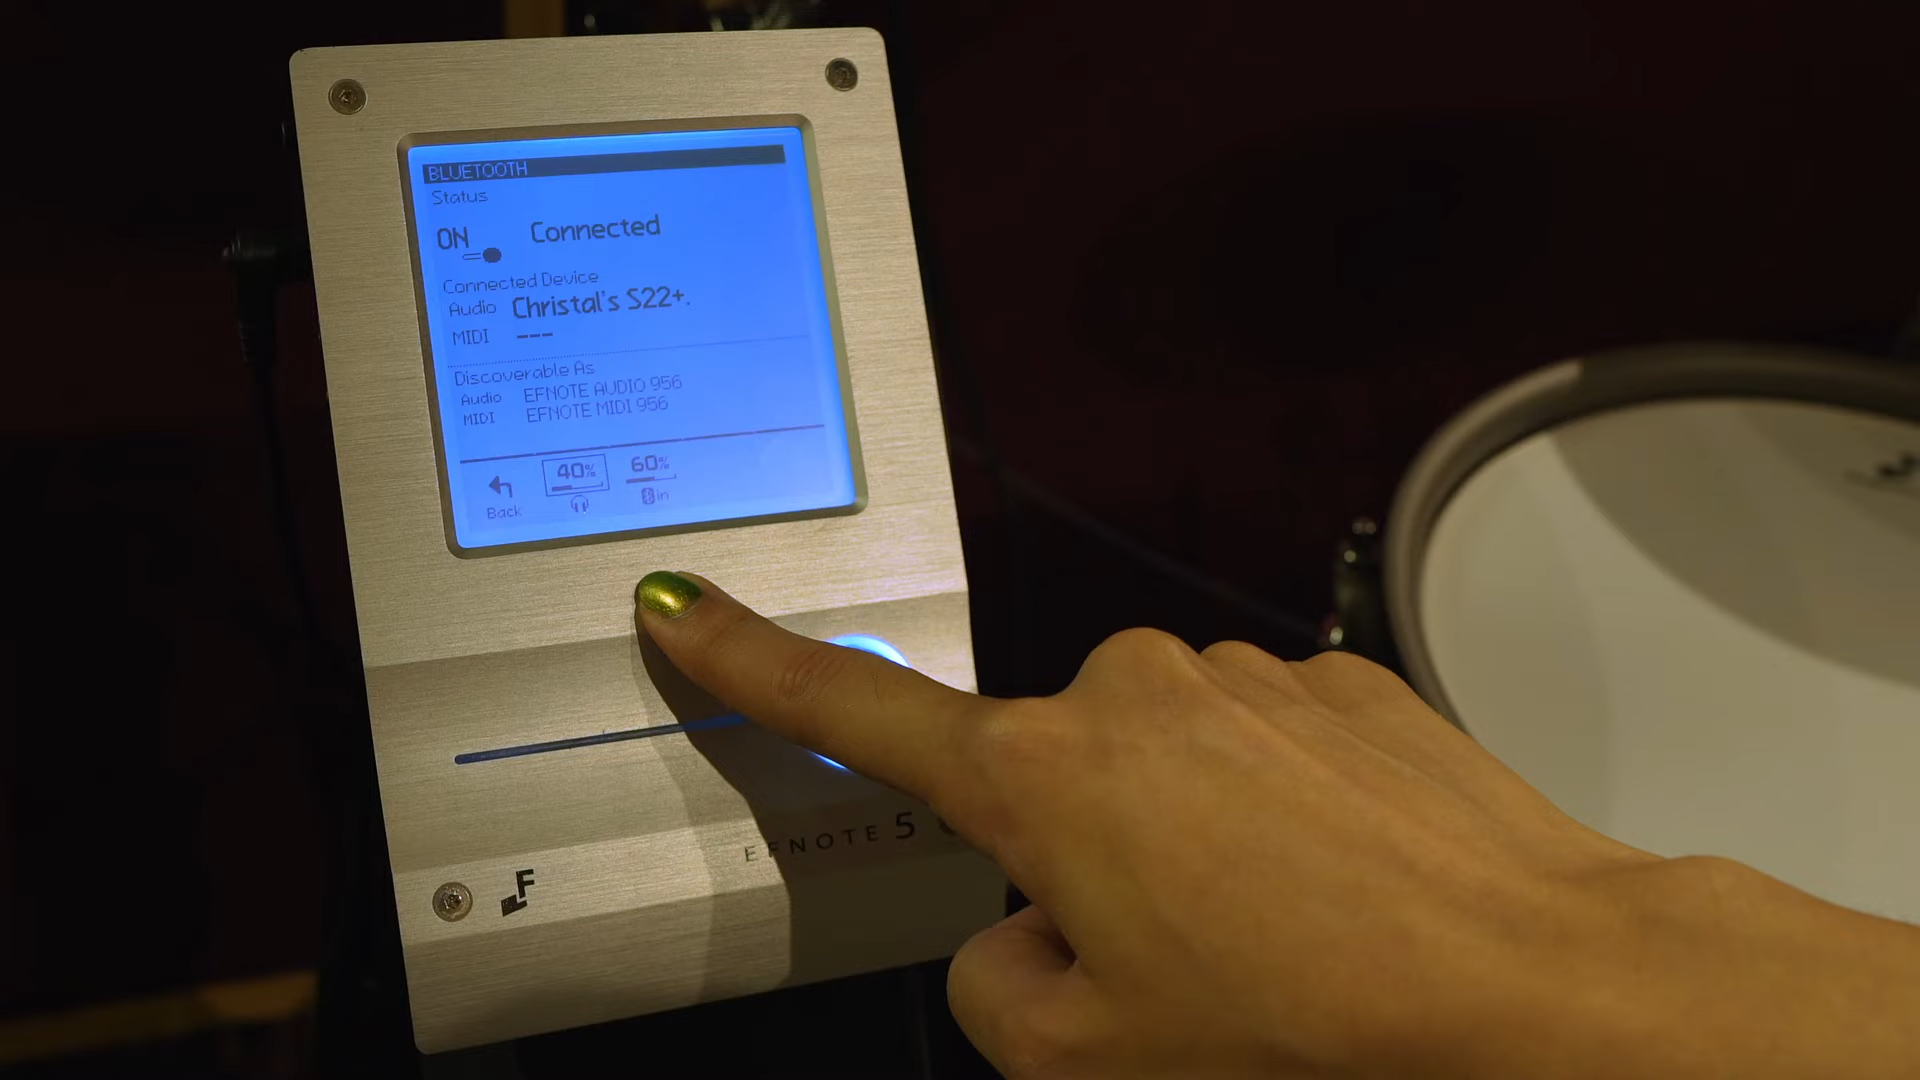 BLUETOOTH
Status
ON Connected
Connected Device
Audio Christal's S22+.
MIDI ---
Discoverable As
Audio EFNOTE AUDIO 956
MIDI EFNOTE MIDI 956
40% 60%
Back in
EFNOTE 5
F